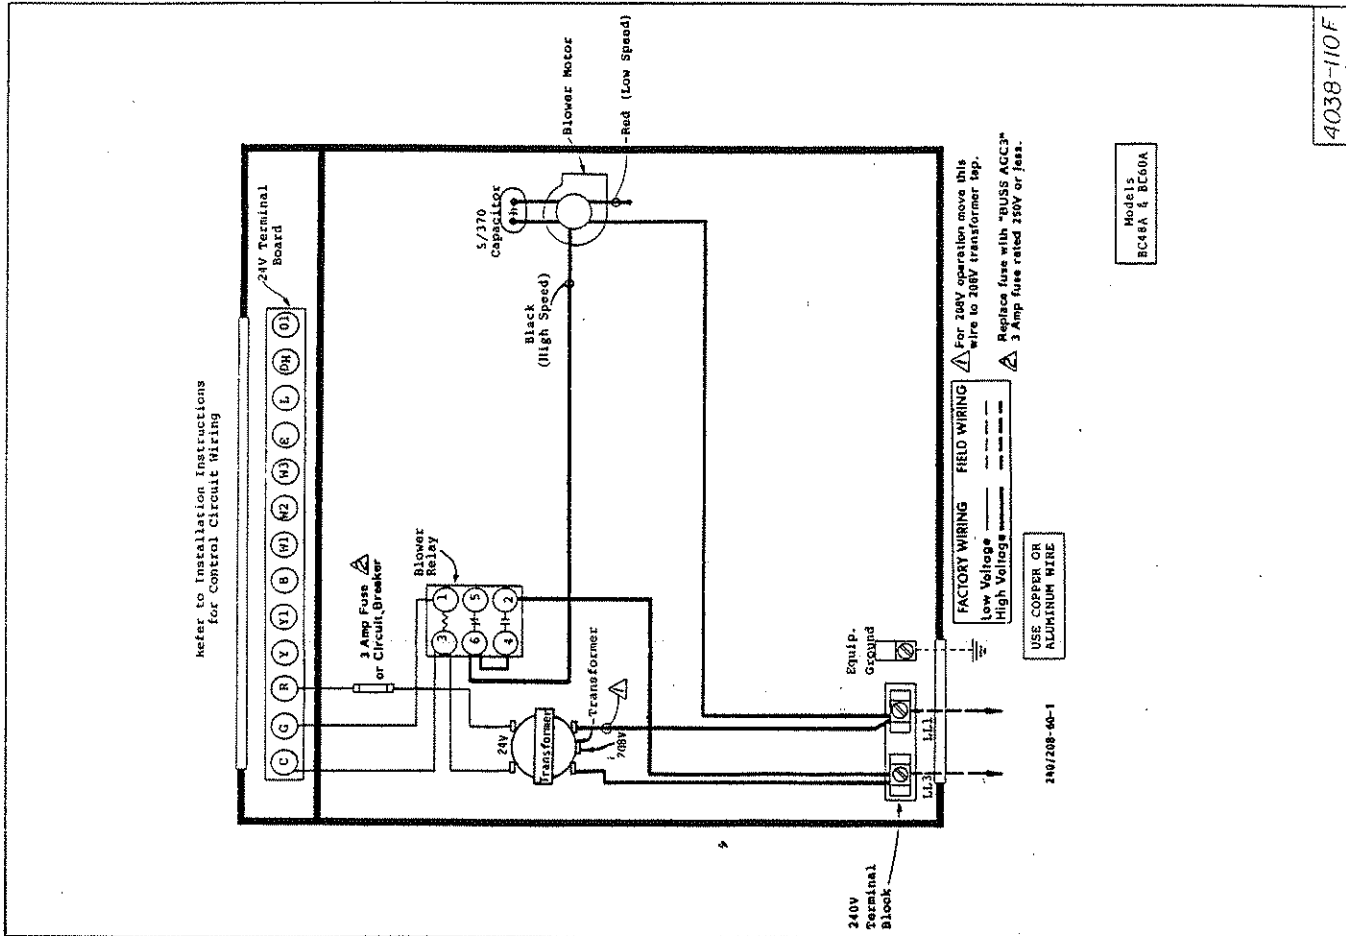 4038-110F
Refer to Installation Instructions
for Control Circuit Wiring
24V Terminal
Board
C
G
R
Y
Y1
B
W1
W2
W3
E
L
PH
O1
3 Amp Fuse 2
or Circuit Breaker
Blower
Relay
1
5
2
3
6
4
24V
Transformer
208V
Transformer
1
Black
(High Speed)
5/370
Capacitor
Blower Motor
Red (Low Speed)
Equip.
Ground
LL1
LL3
240V
Terminal
Block
FACTORY WIRING FIELD WIRING
Low Voltage
High Voltage
1 For 208V operation move this
wire to 208V transformer tap.
2 Replace fuse with "BUSS AGC3"
3 Amp fuse rated 250V or less.
USE COPPER OR
ALUMINUM WIRE
240/208-60-1
Models
BC48A & BC60A